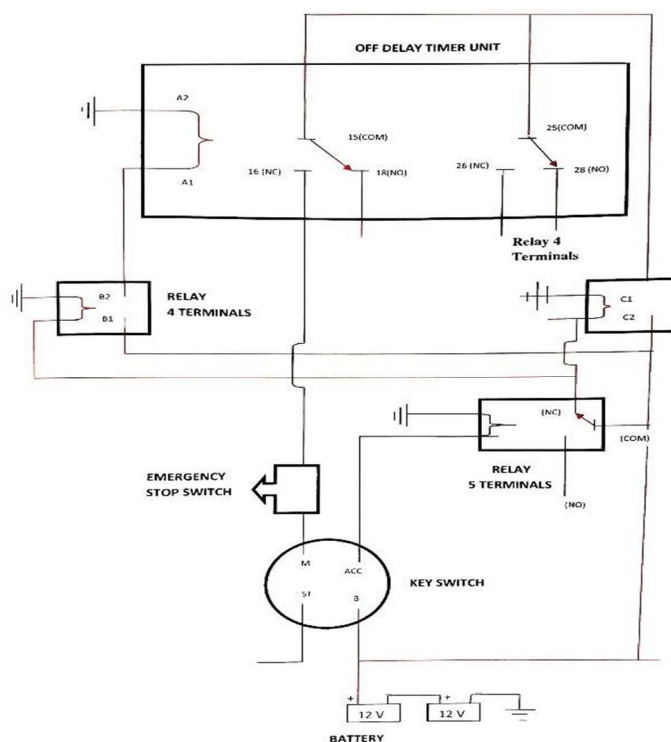 OFF DELAY TIMER UNIT
A2
15(COM)
25(COM)
16 (NC)
18(NO)
26 (NC)
28 (NO)
A1
Relay 4
Terminals
B2
B1
RELAY
4 TERMINALS
C1
C2
(NC)
(COM)
RELAY
5 TERMINALS
(NO)
EMERGENCY
STOP SWITCH
M
ACC
ST
B
KEY SWITCH
+
+
12 V
12 V
BATTERY